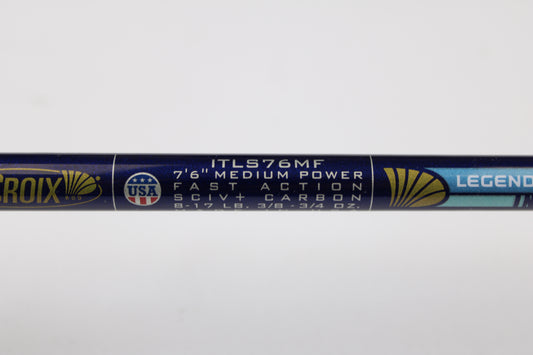 CROIX
USA
ITLS76MF
7'6" MEDIUM POWER
FAST ACTION
SCIV+ CARBON
8-17 LB. 3/8 - 3/4 OZ.
LEGEND